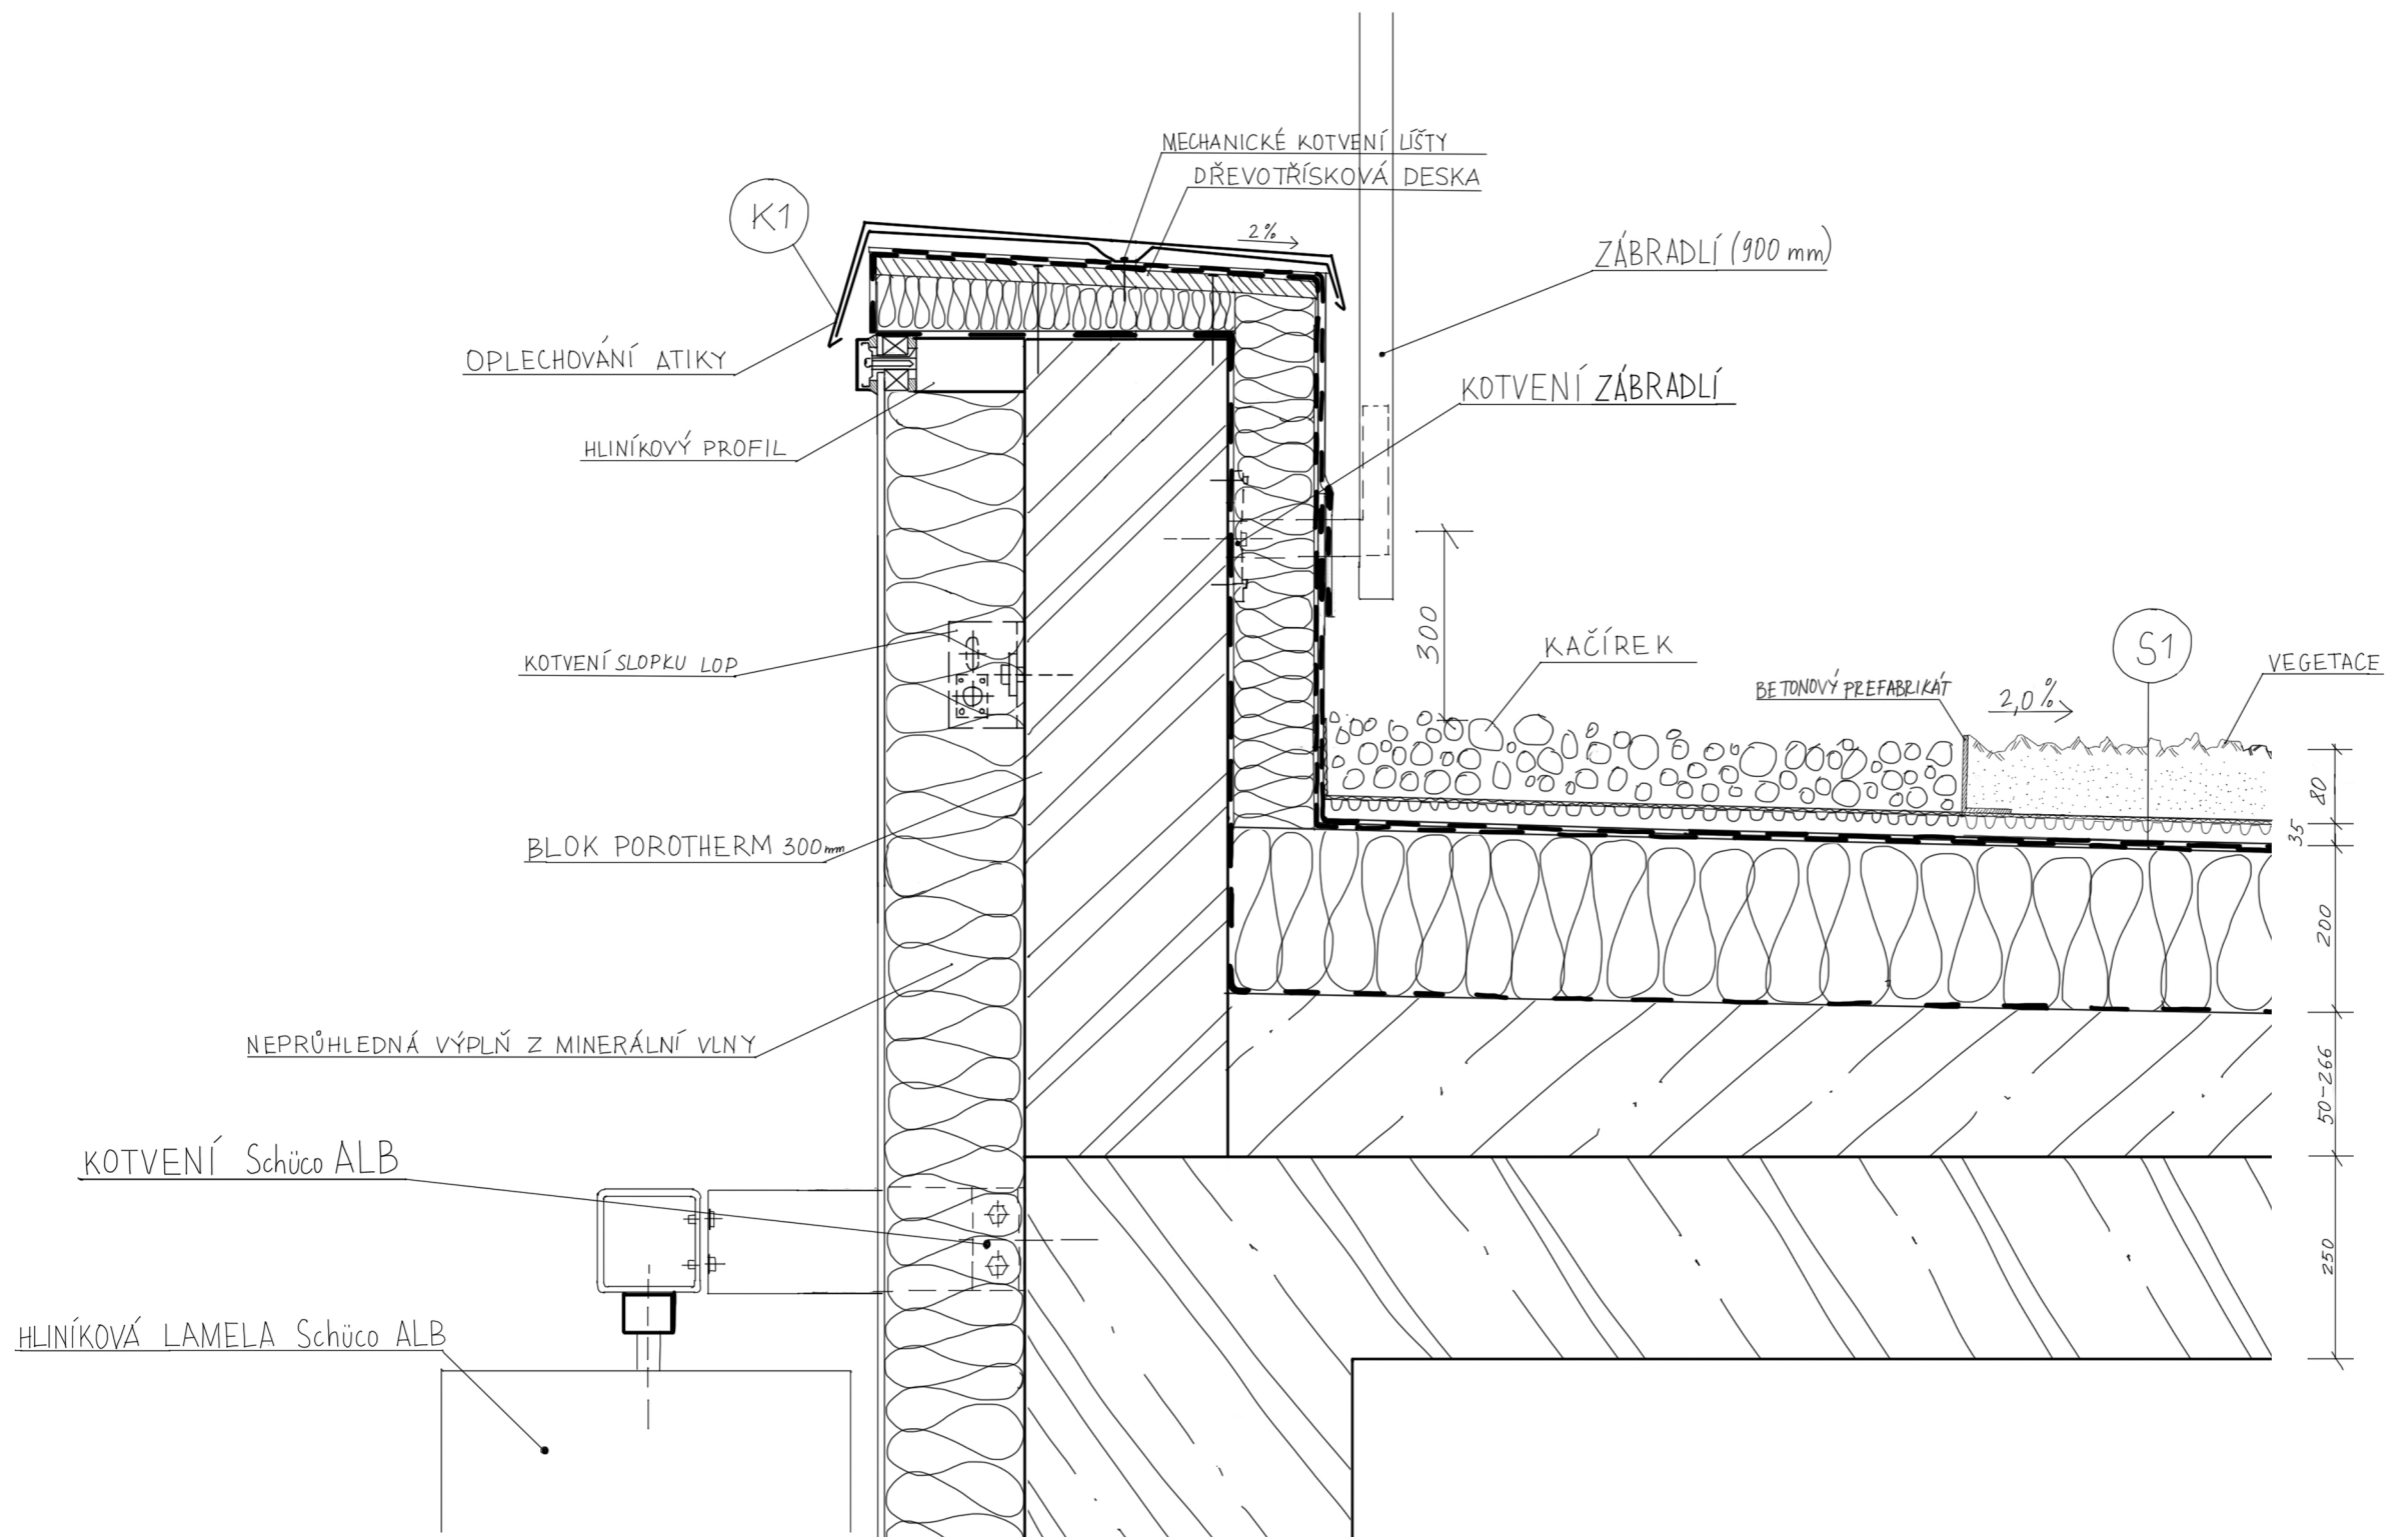 MECHANICKÉ KOTVENÍ LÍŠTY
DŘEVOTŘÍSKOVÁ DESKA
K1
2%
ZÁBRADLÍ (900 mm)
OPLECHOVÁNÍ ATIKY
KOTVENÍ ZÁBRADLÍ
HLINÍKOVÝ PROFIL
300
KAČÍREK
S1
KOTVENÍ SLOPKU LOP
VEGETACE
BETONOVÝ PREFABRIKÁT
2,0%
80
35
BLOK POROTHERM 300mm
200
NEPRŮHLEDNÁ VÝPLŇ Z MINERÁLNÍ VLNY
50-266
KOTVENÍ Schüco ALB
250
HLINÍKOVÁ LAMELA Schüco ALB